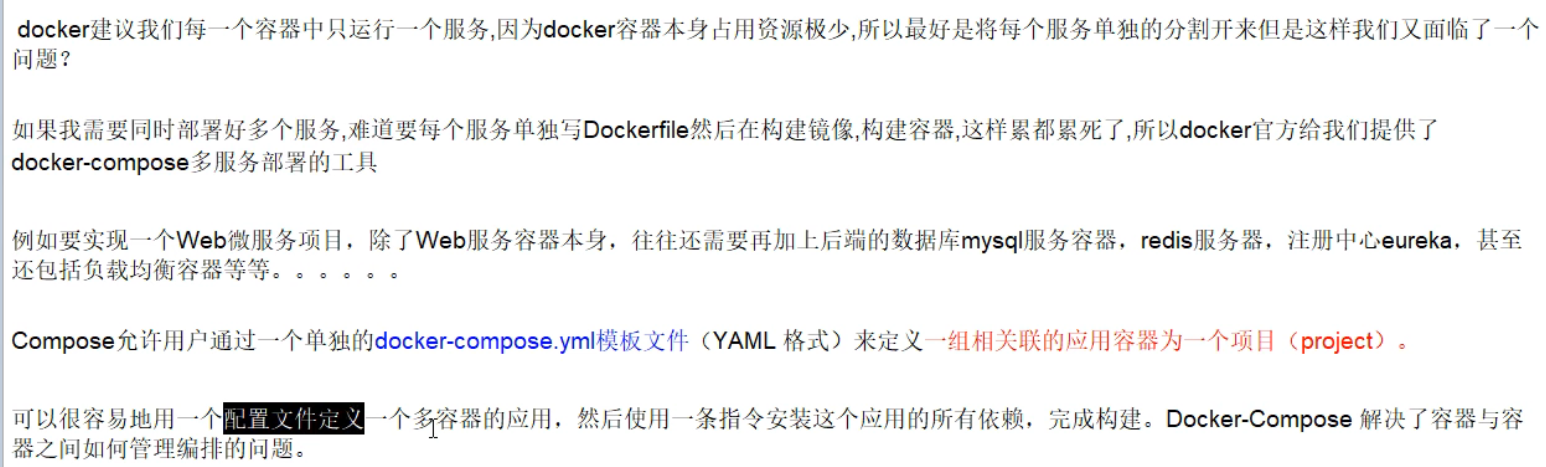 docker建议我们每一个容器中只运行一个服务,因为docker容器本身占用资源极少,所以最好是将每个服务单独的分割开来但是这样我们又面临了一个
问题？
如果我需要同时部署好多个服务,难道要每个服务单独写Dockerfile然后在构建镜像,构建容器,这样累都累死了,所以docker官方给我们提供了
docker-compose多服务部署的工具
例如要实现一个Web微服务项目，除了Web服务容器本身，往往还需要再加上后端的数据库mysql服务容器，redis服务器，注册中心eureka，甚至
还包括负载均衡容器等等。。。。。。
Compose允许用户通过一个单独的docker-compose.yml模板文件（YAML 格式）来定义一组相关联的应用容器为一个项目（project）。
可以很容易地用一个配置文件定义一个多容器的应用，然后使用一条指令安装这个应用的所有依赖，完成构建。Docker-Compose 解决了容器与容
器之间如何管理编排的问题。